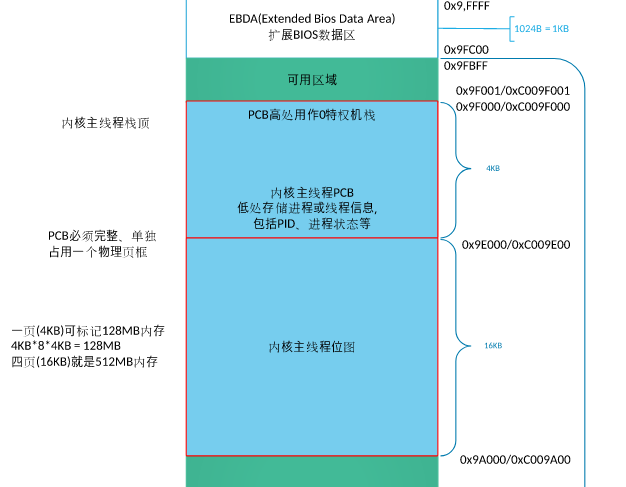 0x9,FFFF
EBDA(Extended Bios Data Area)
扩展BIOS数据区
1024B = 1KB
0x9FC00
0x9FBFF
可用区域
0x9F001/0xC009F001
0x9F000/0xC009F000
PCB高处用作0特权机栈
内核主线程栈顶
4KB
内核主线程PCB
低处存储进程或线程信息,
包括PID、进程状态等
PCB必须完整、单独
占用一个物理页框
0x9E000/0xC009E00
一页(4KB)可标记128MB内存
4KB*8*4KB = 128MB
四页(16KB)就是512MB内存
内核主线程位图
16KB
0x9A000/0xC009A00